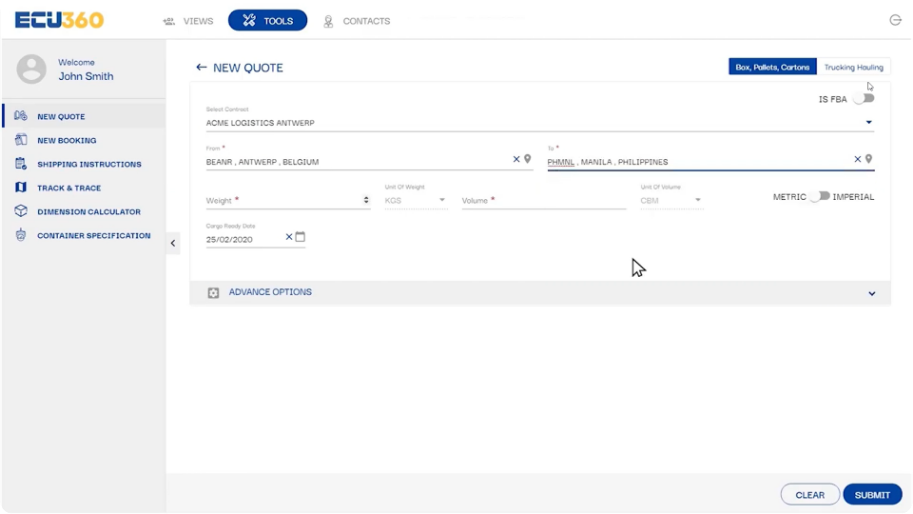 ECU360
VIEWS
TOOLS
CONTACTS
Welcome
John Smith
NEW QUOTE
NEW BOOKING
SHIPPING INSTRUCTIONS
TRACK & TRACE
DIMENSION CALCULATOR
CONTAINER SPECIFICATION
← NEW QUOTE
Box, Pallets, Cartons
Trucking Hauling
IS FBA
Select Contract
ACME LOGISTICS ANTWERP
From *
BEANR , ANTWERP , BELGIUM
To *
PHMNL , MANILA , PHILIPPINES
Weight *
Unit Of Weight
KGS
Volume *
Unit Of Volume
CBM
METRIC
IMPERIAL
Cargo Ready Date
25/02/2020
ADVANCE OPTIONS
CLEAR
SUBMIT